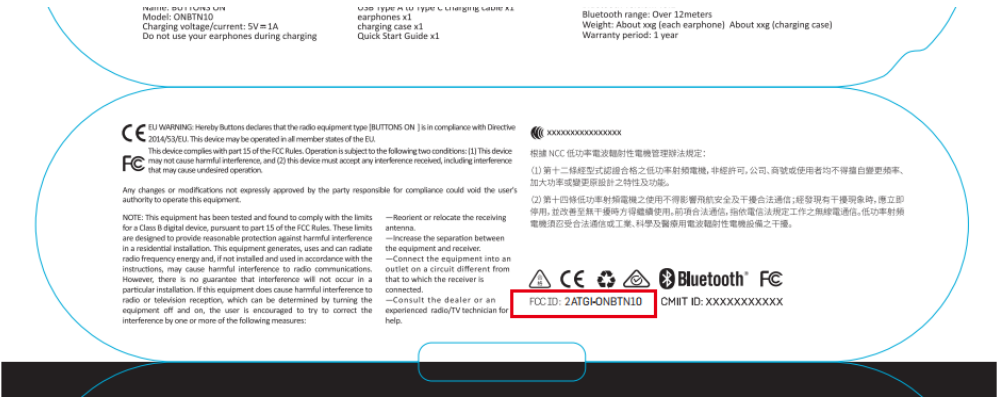 Name: BUTTONS ON
Model: ONBTN10
Charging voltage/current: 5V⎓1A
Do not use your earphones during charging
USB Type A to Type C charging cable x1
earphones x1
charging case x1
Quick Start Guide x1
Bluetooth range: Over 12meters
Weight: About xxg (each earphone) About xxg (charging case)
Warranty period: 1 year
CE EU WARNING: Hereby Buttons declares that the radio equipment type [BUTTONS ON ] is in compliance with Directive
2014/53/EU. This device may be operated in all member states of the EU.
FC This device complies with part 15 of the FCC Rules. Operation is subject to the following two conditions: (1) This device
may not cause harmful interference, and (2) this device must accept any interference received, including interference
that may cause undesired operation.
Any changes or modifications not expressly approved by the party responsible for compliance could void the user's
authority to operate this equipment.
NOTE: This equipment has been tested and found to comply with the limits
for a Class B digital device, pursuant to part 15 of the FCC Rules. These limits
are designed to provide reasonable protection against harmful interference
in a residential installation. This equipment generates, uses and can radiate
radio frequency energy and, if not installed and used in accordance with the
instructions, may cause harmful interference to radio communications.
However, there is no guarantee that interference will not occur in a
particular installation. If this equipment does cause harmful interference to
radio or television reception, which can be determined by turning the
equipment off and on, the user is encouraged to try to correct the
interference by one or more of the following measures:
—Reorient or relocate the receiving
antenna.
—Increase the separation between
the equipment and receiver.
—Connect the equipment into an
outlet on a circuit different from
that to which the receiver is
connected.
—Consult the dealer or an
experienced radio/TV technician for
help.
xxxxxxxxxxxxxxxx
根據 NCC 低功率電波輻射性電機管理辦法規定:
(1) 第十二條經型式認證合格之低功率射頻電機,非經許可,公司、商號或使用者均不得擅自變更頻率、
加大功率或變更原設計之特性及功能。
(2) 第十四條低功率射頻電機之使用不得影響飛航安全及干擾合法通信;經發現有干擾現象時,應立即
停用,並改善至無干擾時方得繼續使用。前項合法通信,指依電信法規定工作之無線電通信。低功率射頻
電機須忍受合法通信或工業、科學及醫療用電波輻射性電機設備之干擾。
CE Bluetooth® FC
FCC ID: 2ATGI-ONBTN10 CMIIT ID: XXXXXXXXXXX